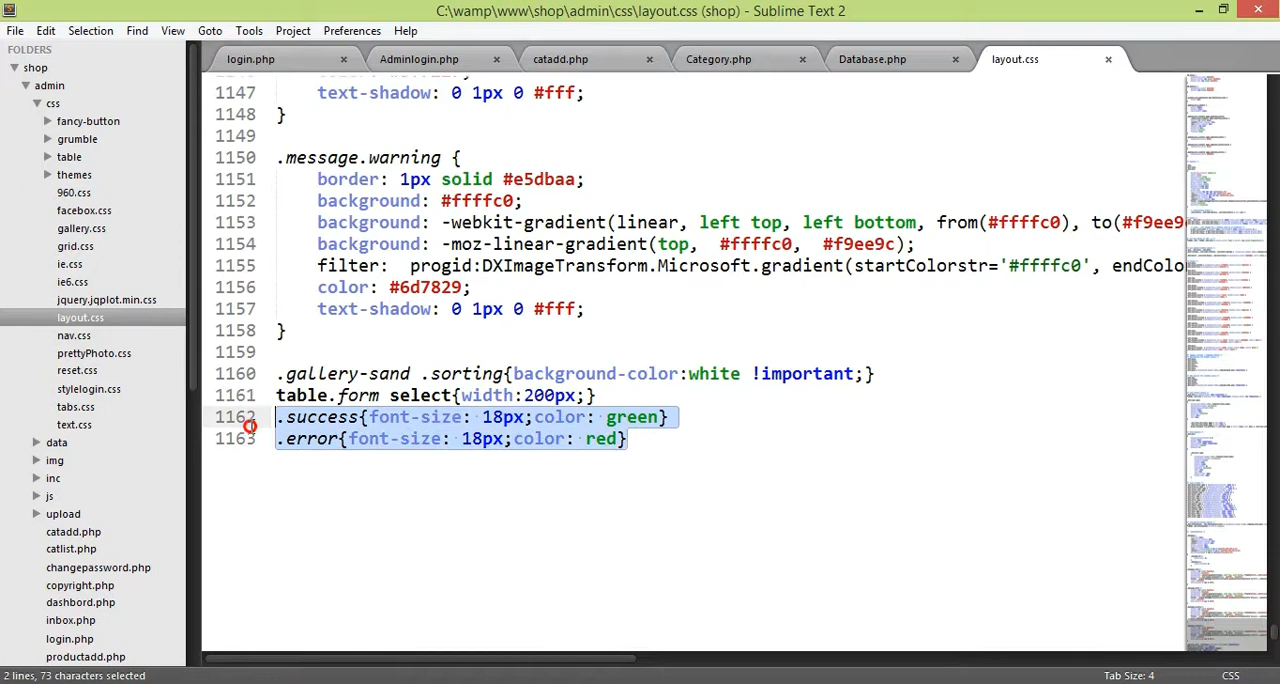 C:\wamp\www\shop\admin\css\layout.css (shop) - Sublime Text 2
File Edit Selection Find View Goto Tools Project Preferences Help
FOLDERS
shop
admin
css
fancy-button
grumble
table
themes
960.css
facebox.css
gallery.css
grid.css
ie.css
ie6.css
jquery.jqplot.min.css
layout.css
nav.css
prettyPhoto.css
reset.css
stylelogin.css
tabs.css
text.css
data
img
inc
js
upload
catadd.php
catlist.php
changepassword.php
copyright.php
dashbord.php
inbox.php
login.php
productadd.php
login.php Adminlogin.php catadd.php Category.php Database.php layout.css
1147 text-shadow: 0 1px 0 #fff;
1148 }
1149
1150 .message.warning {
1151 border: 1px solid #e5dbaa;
1152 background: #ffffc0;
1153 background: -webkit-gradient(linear, left top, left bottom, from(#ffffc0), to(#f9ee9
1154 background: -moz-linear-gradient(top, #ffffc0, #f9ee9c);
1155 filter: progid:DXImageTransform.Microsoft.gradient(startColorstr='#ffffc0', endColo
1156 color: #6d7829;
1157 text-shadow: 0 1px 0 #fff;
1158 }
1159
1160 .gallery-sand .sorting{background-color:white !important;}
1161 table.form select{width:200px;}
1162 .success{font-size: 18px;color: green}
1163 .error{font-size: 18px;color: red}
2 lines, 73 characters selected
Tab Size: 4 CSS